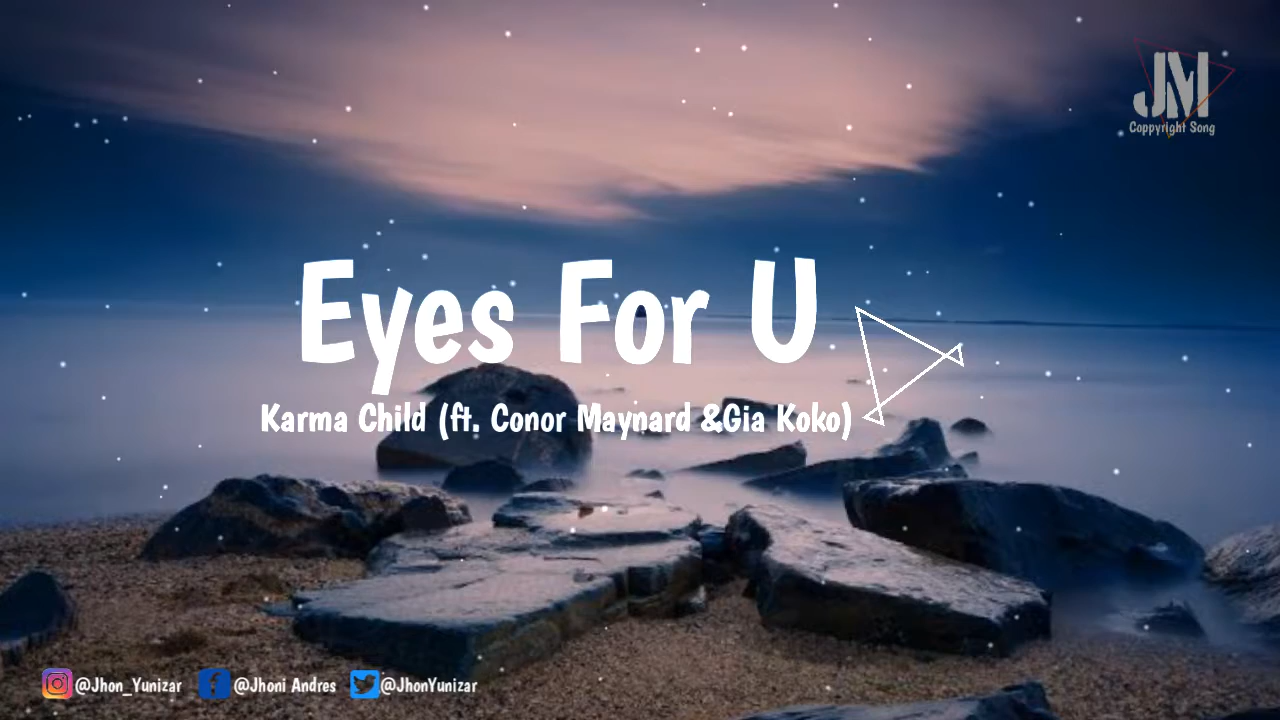 JM
Coppyright Song
Eyes For U
Karma Child (ft. Conor Maynard &Gia Koko)
@Jhon_Yunizar @Jhoni Andres @JhonYunizar